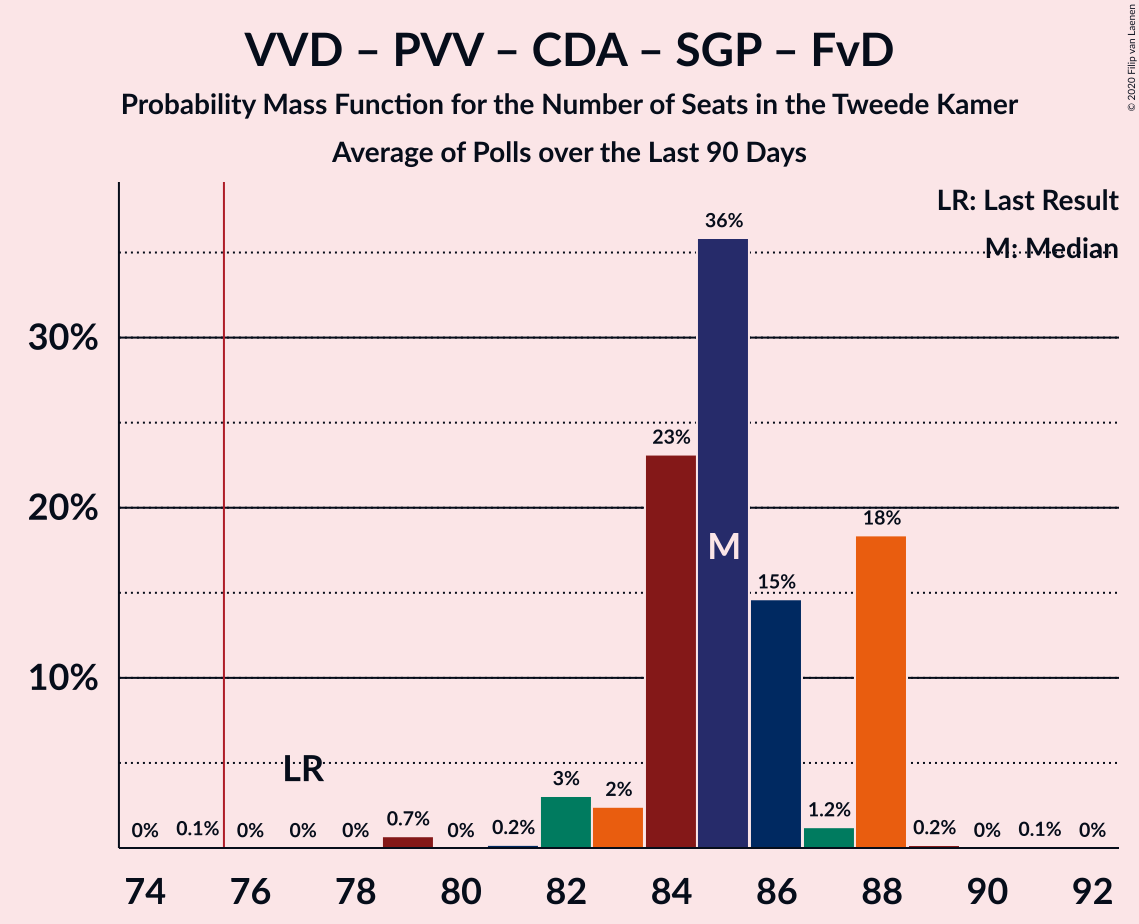 VVD – PVV – CDA – SGP – FvD
Probability Mass Function for the Number of Seats in the Tweede Kamer
Average of Polls over the Last 90 Days
© 2020 Filip van Laenen
LR: Last Result
M: Median
36%
30%
23%
20%
18%
M
15%
10%
LR
3%
2%
1.2%
0.7%
0% 0.1% 0% 0% 0% 0% 0.2% 0.2% 0% 0.1% 0%
74 76 78 80 82 84 86 88 90 92